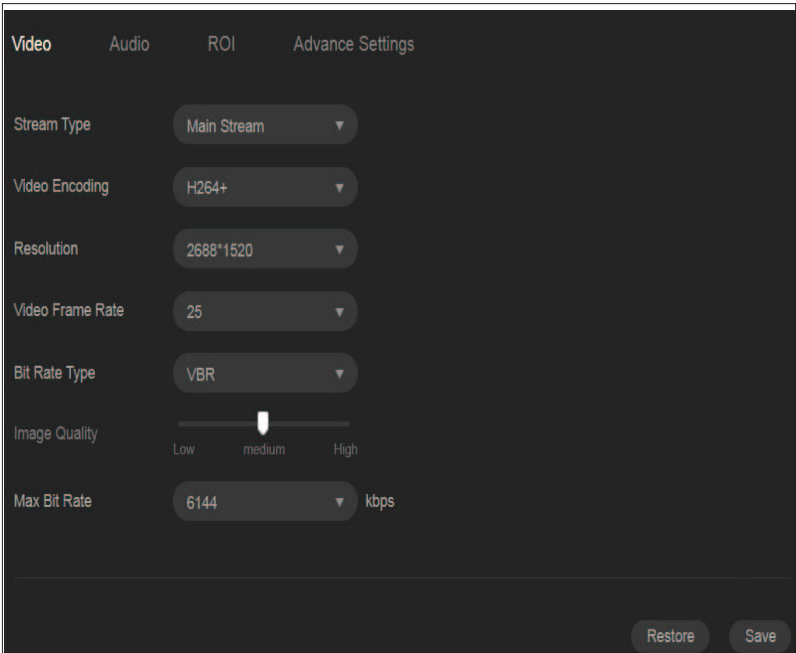 Video Audio ROI Advance Settings
Stream Type Main Stream
Video Encoding H264+
Resolution 2688*1520
Video Frame Rate 25
Bit Rate Type VBR
Image Quality
Low medium High
Max Bit Rate 6144 kbps
Restore Save